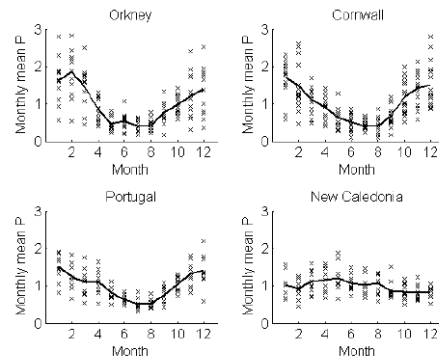 Orkney
Monthly mean P
3
2
1
0
2 4 6 8 10 12
Month
Cornwall
Monthly mean P
3
2
1
0
2 4 6 8 10 12
Month
Portugal
Monthly mean P
3
2
1
0
2 4 6 8 10 12
Month
New Caledonia
Monthly mean P
3
2
1
0
2 4 6 8 10 12
Month